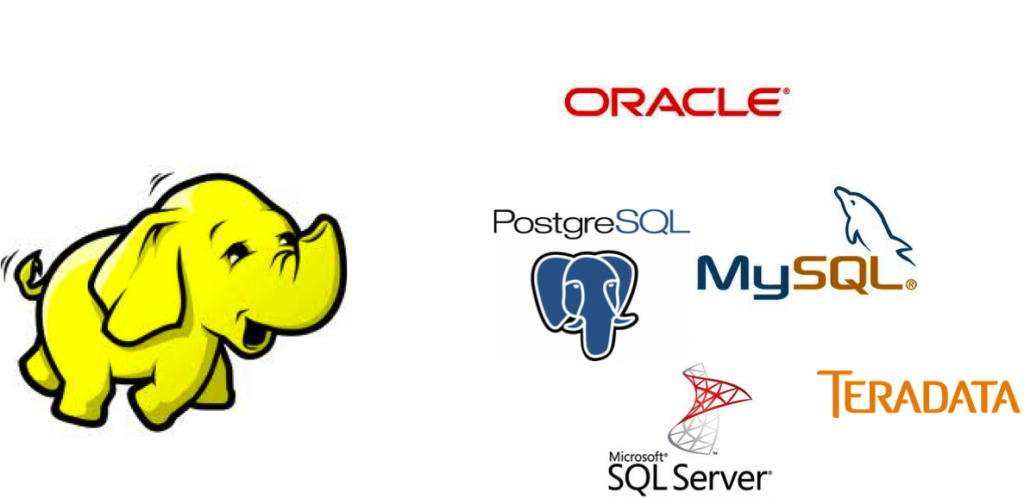 ORACLE®
PostgreSQL
MySQL®
TERADATA
Microsoft®
SQL Server®